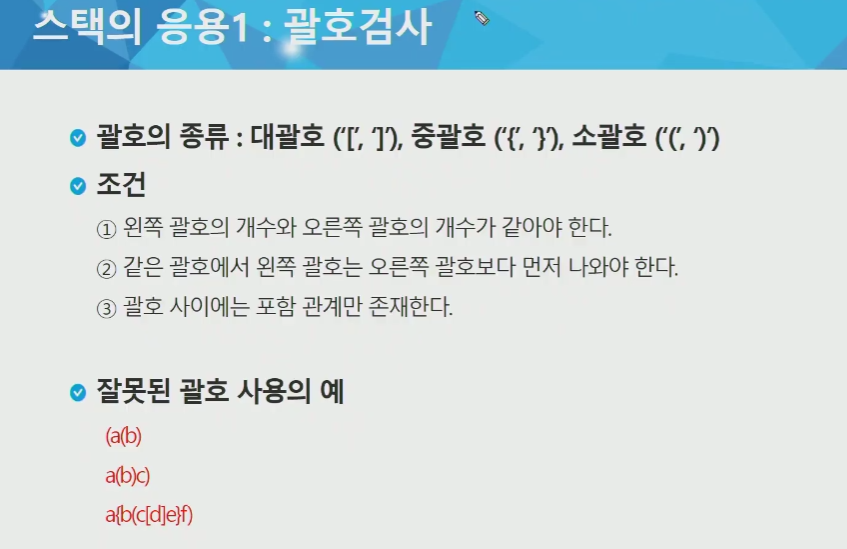 스택의 응용1 : 괄호검사
괄호의 종류 : 대괄호 (‘[’, ‘]’), 중괄호 (‘{’, ‘}’), 소괄호 (‘(’, ‘)’)
조건
① 왼쪽 괄호의 개수와 오른쪽 괄호의 개수가 같아야 한다.
② 같은 괄호에서 왼쪽 괄호는 오른쪽 괄호보다 먼저 나와야 한다.
③ 괄호 사이에는 포함 관계만 존재한다.
잘못된 괄호 사용의 예
(a(b)
a(b)c)
a{b(c[d]e}f)